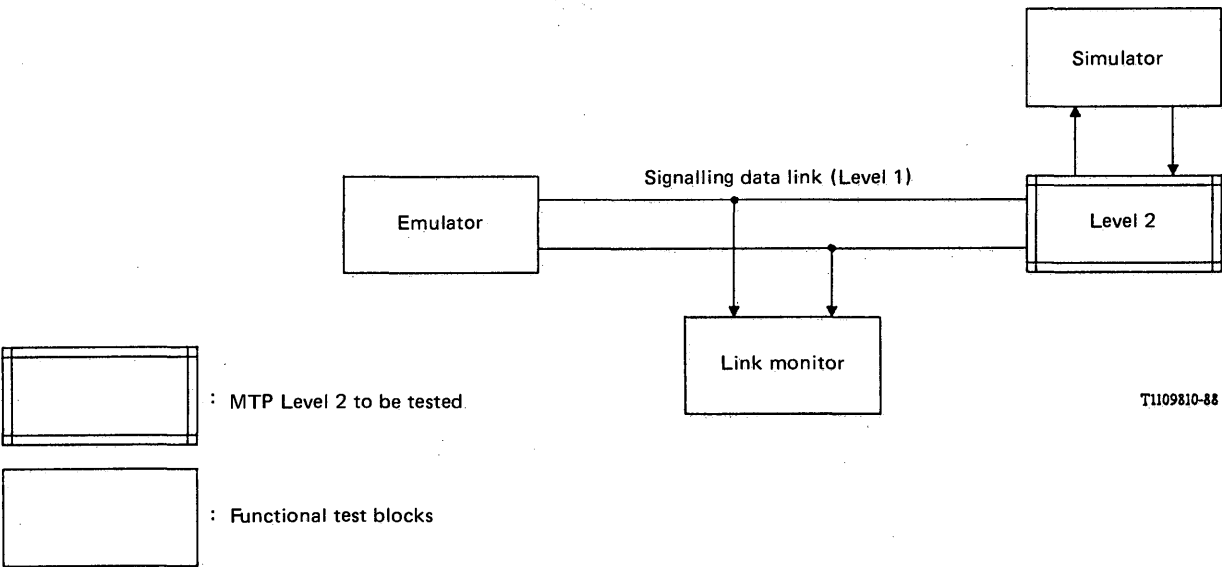 Simulator
Signalling data link (Level 1)
Emulator
Level 2
Link monitor
: MTP Level 2 to be tested
T1109810-88
: Functional test blocks